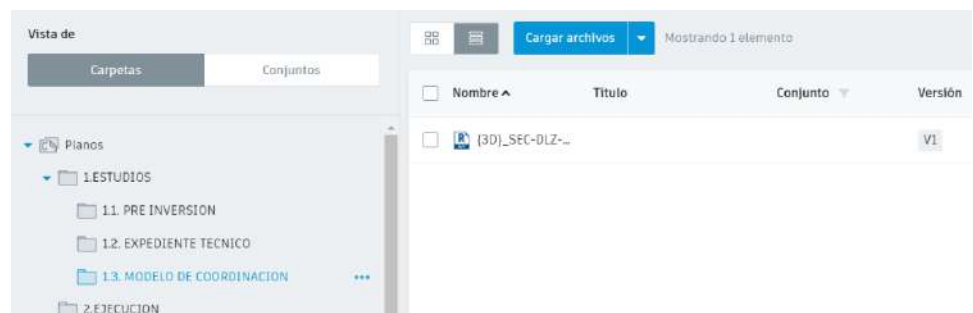 Vista de
Carpetas
Conjuntos
Planos
1.ESTUDIOS
1.1. PRE INVERSION
1.2. EXPEDIENTE TECNICO
1.3. MODELO DE COORDINACION
2.EJECUCION
Cargar archivos
Mostrando 1 elemento
Nombre
Título
Conjunto
Versión
{3D}_SEC-DLZ-...
V1